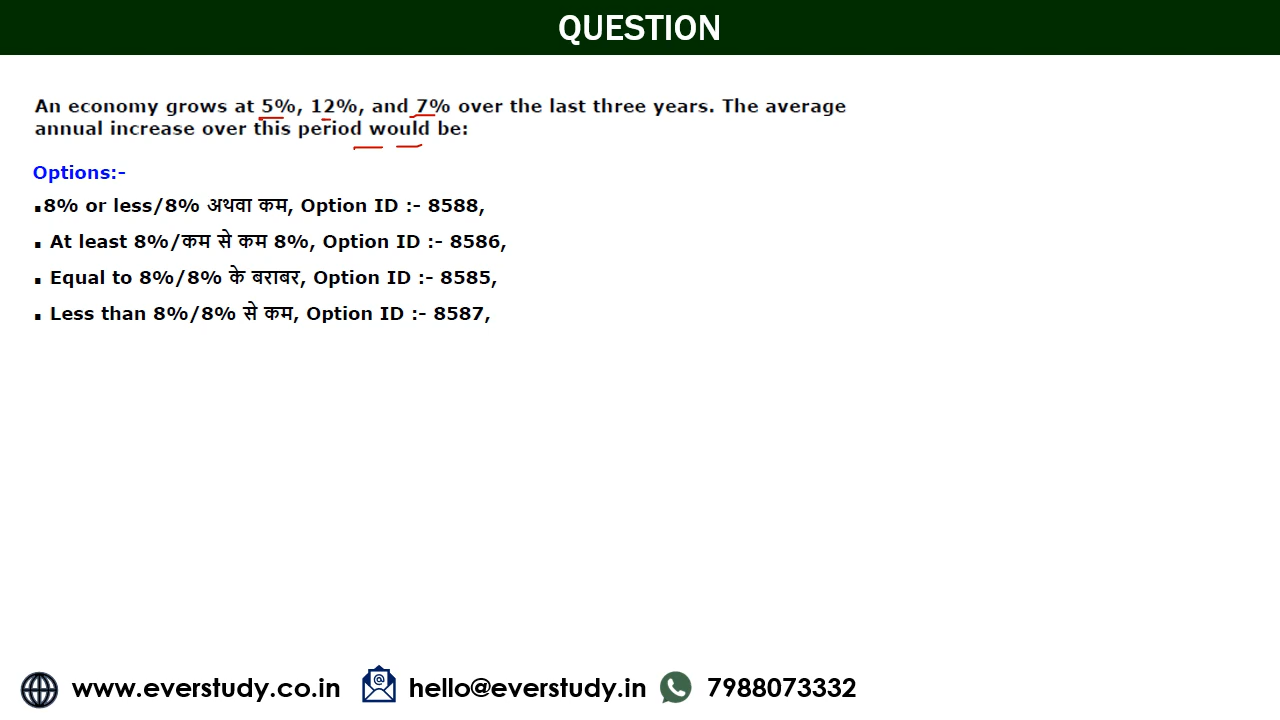 QUESTION
An economy grows at 5%, 12%, and 7% over the last three years. The average
annual increase over this period would be:
Options:-
▪8% or less/8% अथवा कम, Option ID :- 8588,
▪ At least 8%/कम से कम 8%, Option ID :- 8586,
▪ Equal to 8%/8% के बराबर, Option ID :- 8585,
▪ Less than 8%/8% से कम, Option ID :- 8587,
www.everstudy.co.in hello@everstudy.in 7988073332